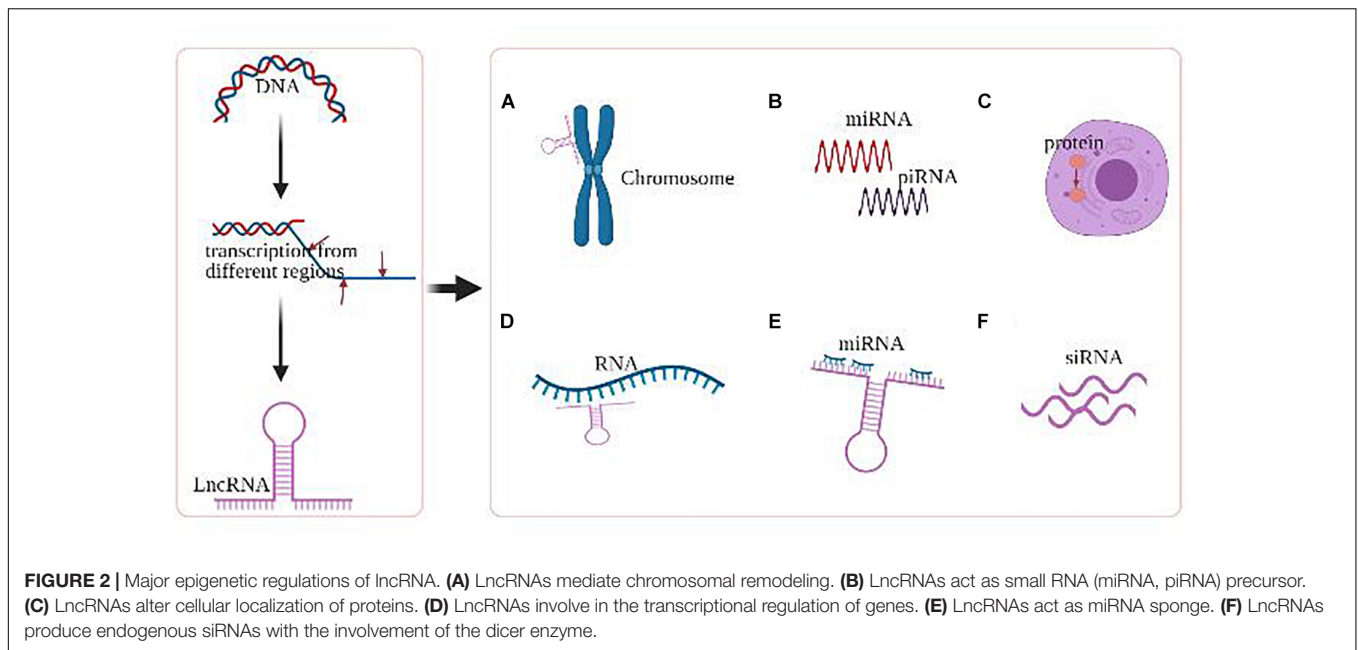 DNA
transcription from
different regions
LncRNA
A
Chromosome
B
miRNA
piRNA
C
protein
D
RNA
E
miRNA
F
siRNA
FIGURE 2 | Major epigenetic regulations of lncRNA. (A) LncRNAs mediate chromosomal remodeling. (B) LncRNAs act as small RNA (miRNA, piRNA) precursor.
(C) LncRNAs alter cellular localization of proteins. (D) LncRNAs involve in the transcriptional regulation of genes. (E) LncRNAs act as miRNA sponge. (F) LncRNAs
produce endogenous siRNAs with the involvement of the dicer enzyme.